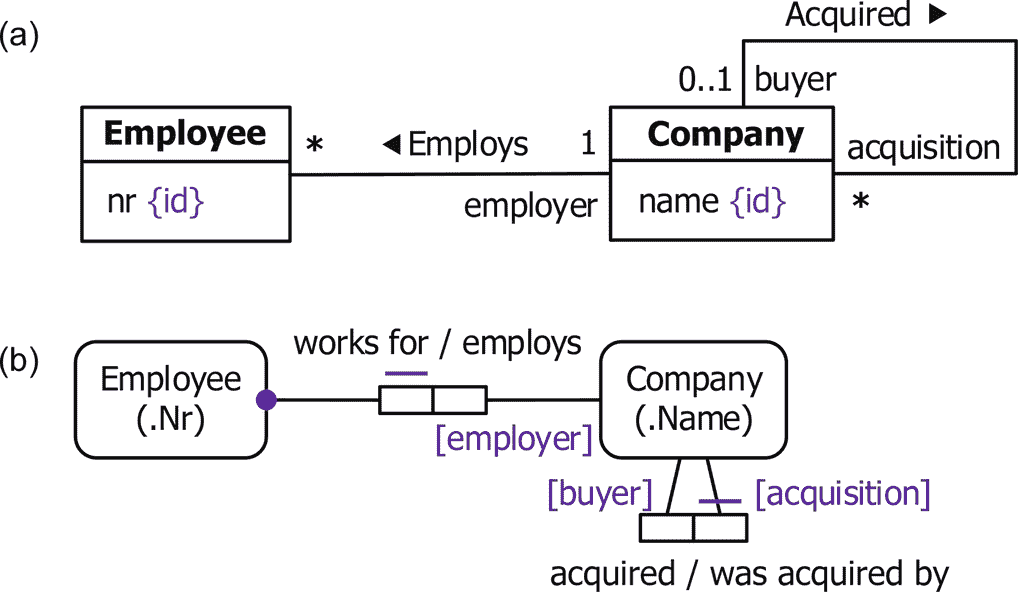 (a)
Acquired ►
0..1 buyer
Employee
* ◄ Employs 1
Company
acquisition
nr {id}
employer
name {id}
*
(b)
works for / employs
Employee
(.Nr)
Company
(.Name)
[employer]
[buyer] [acquisition]
acquired / was acquired by